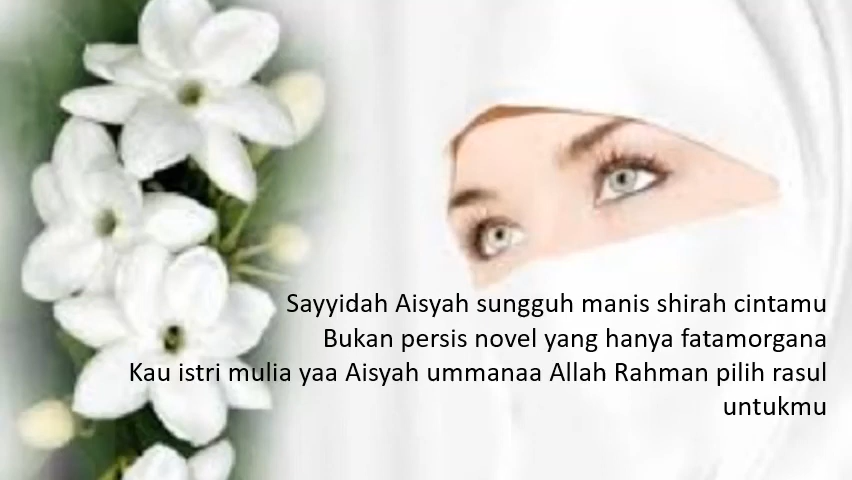 Sayyidah Aisyah sungguh manis shirah cintamu
Bukan persis novel yang hanya fatamorgana
Kau istri mulia yaa Aisyah ummanaa Allah Rahman pilih rasul
untukmu